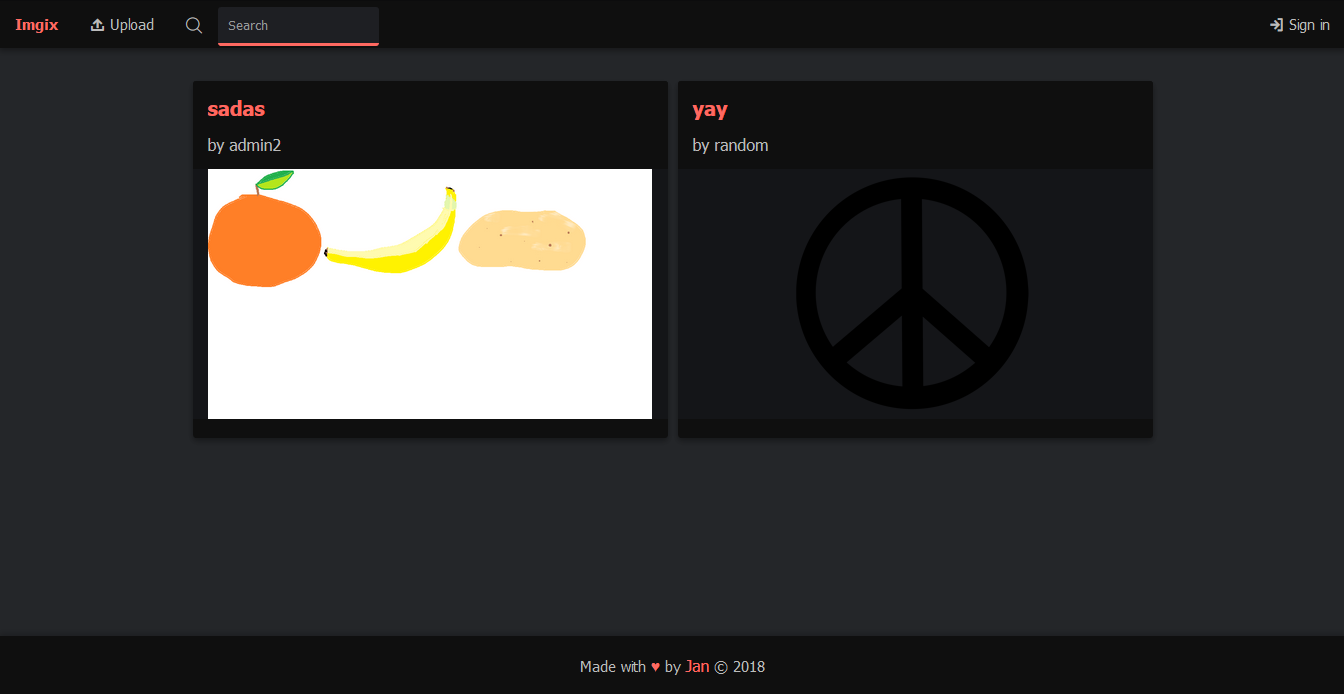 Imgix Upload Search Sign in
sadas
by admin2
yay
by random
Made with ♥ by Jan © 2018